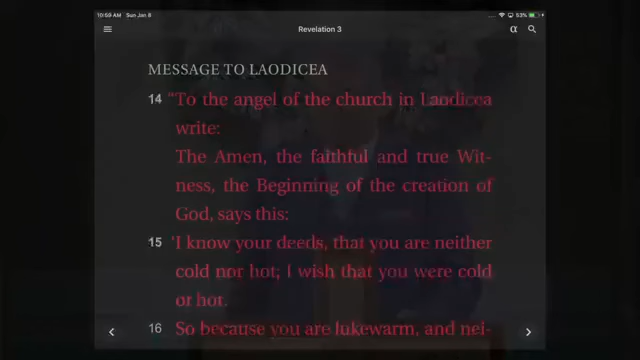 10:59 AM Sun Jan 8
53%
Revelation 3
α
MESSAGE TO LAODICEA
14 "To the angel of the church in Laodicea
write:
The Amen, the faithful and true Wit-
ness, the Beginning of the creation of
God, says this:
15 'I know your deeds, that you are neither
cold nor hot; I wish that you were cold
or hot.
16 So because you are lukewarm, and nei-